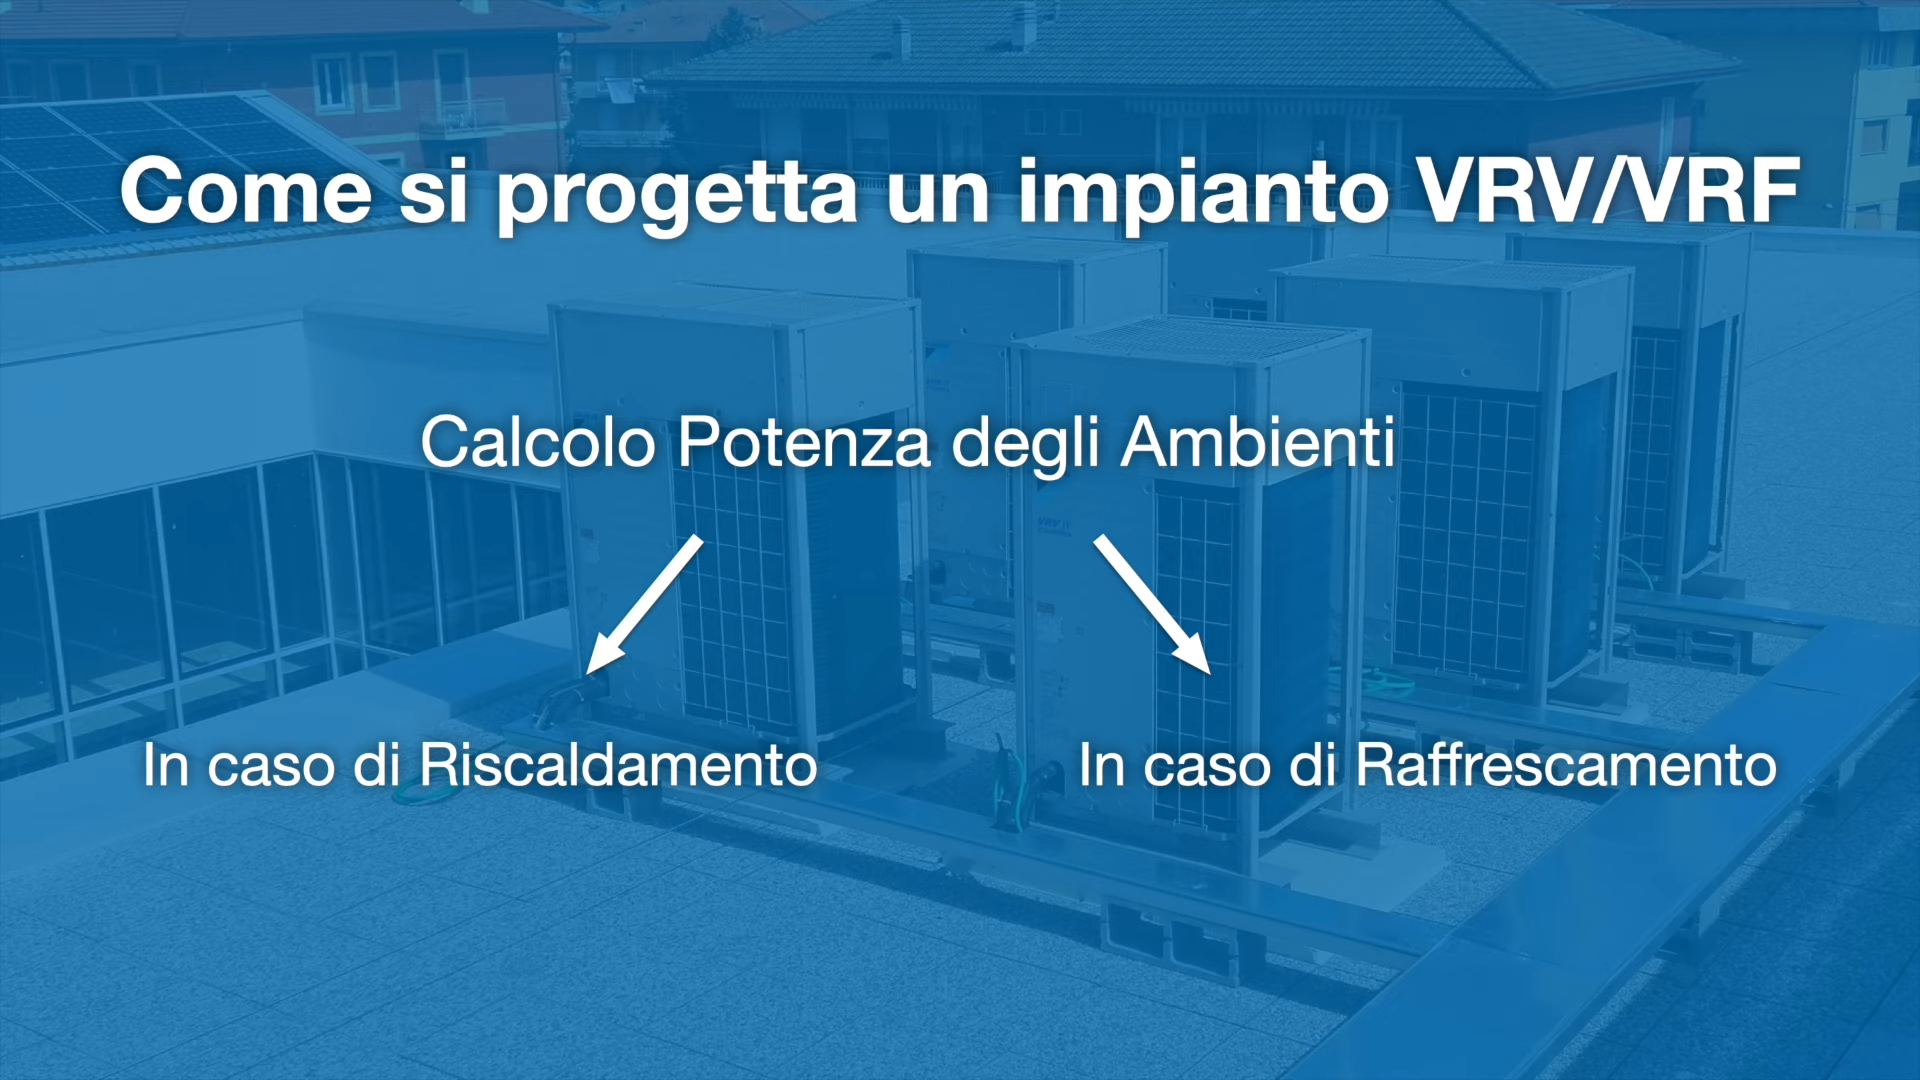 Come si progetta un impianto VRV/VRF
Calcolo Potenza degli Ambienti
In caso di Riscaldamento
In caso di Raffrescamento